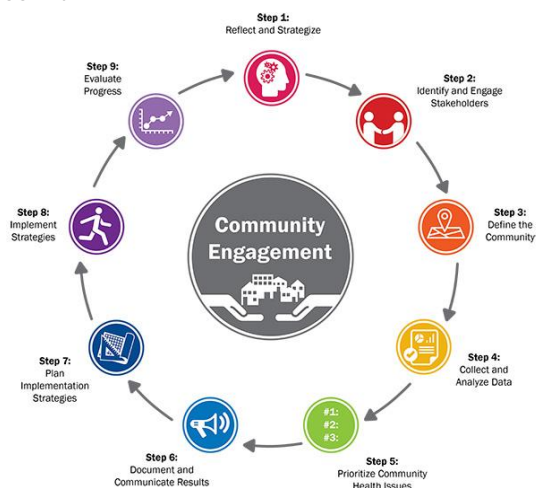 Step 1:
Reflect and Strategize
Step 2:
Identify and Engage
Stakeholders
Step 3:
Define the
Community
Step 4:
Collect and
Analyze Data
#1:
#2:
#3:
Step 5:
Prioritize Community
Health Issues
Step 6:
Document and
Communicate Results
Step 7:
Plan
Implementation
Strategies
Step 8:
Implement
Strategies
Step 9:
Evaluate
Progress
Community
Engagement